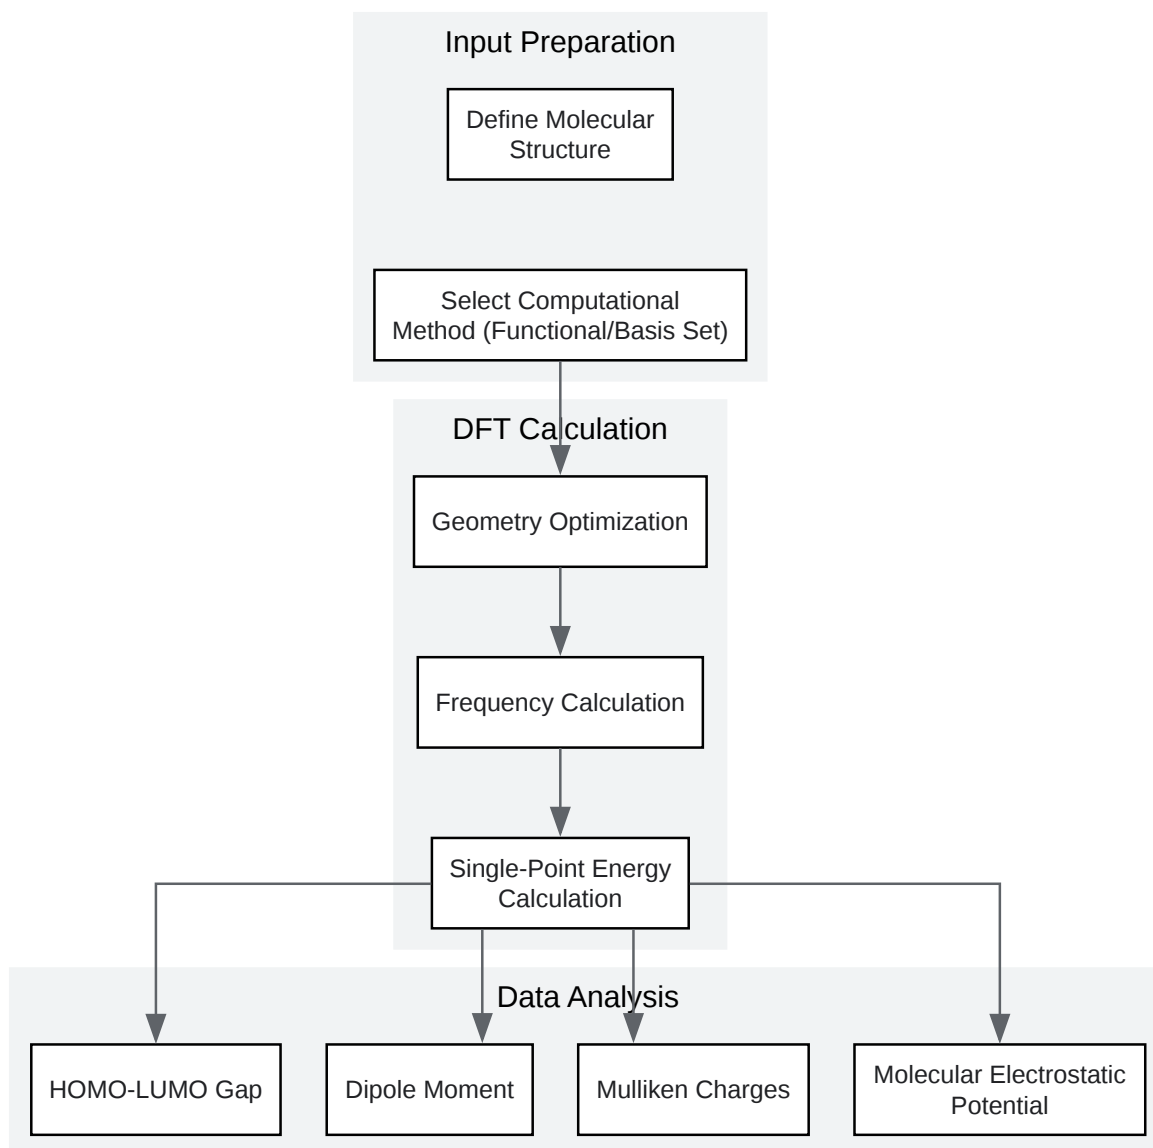 Input Preparation
Define Molecular
Structure
Select Computational
Method (Functional/Basis Set)
DFT Calculation
Geometry Optimization
Frequency Calculation
Single-Point Energy
Calculation
Data Analysis
HOMO-LUMO Gap
Dipole Moment
Mulliken Charges
Molecular Electrostatic
Potential